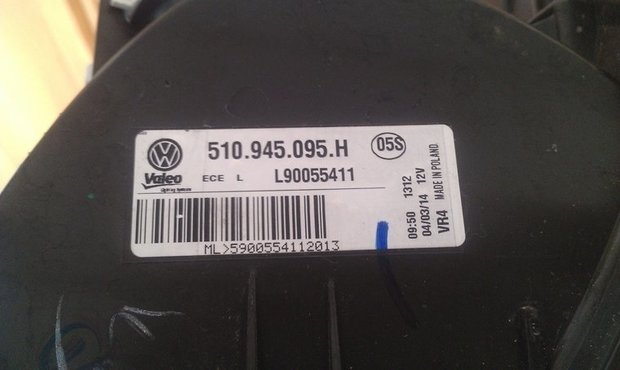 510.945.095.H 05S
Valeo
ECE L L90055411
ML>5900554112013
09:50 1312
04/03/14 12V
VR4 MADE IN POLAND